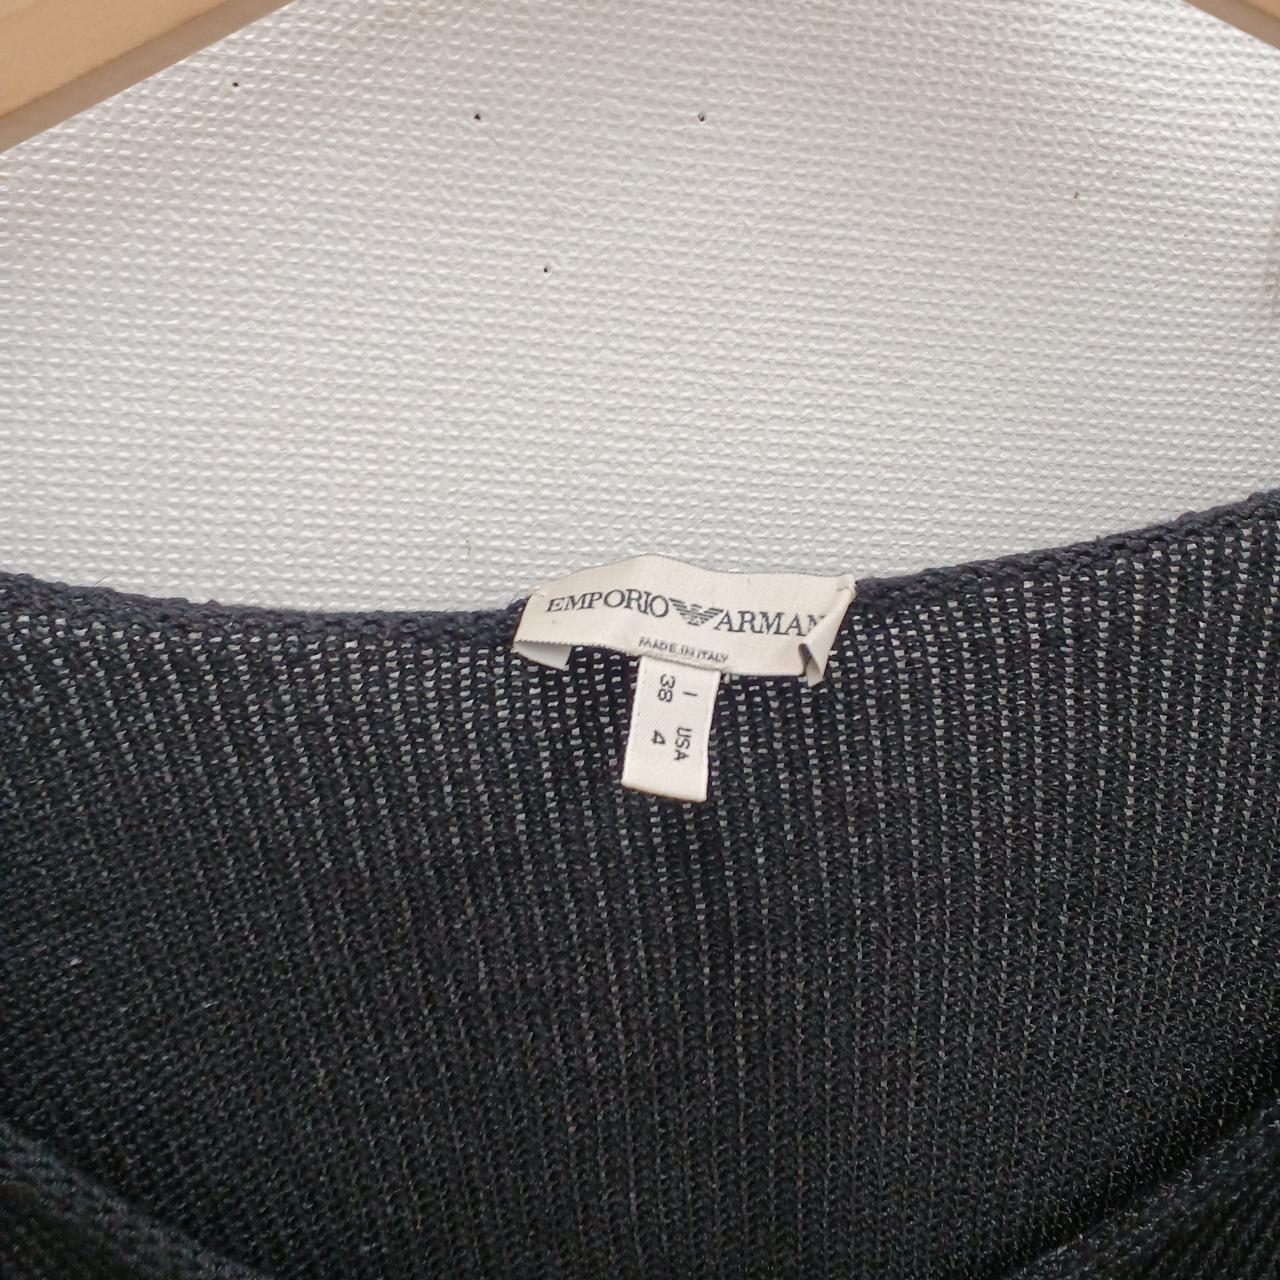 EMPORIO ARMAN
MADE IN ITALY
I USA
38 4